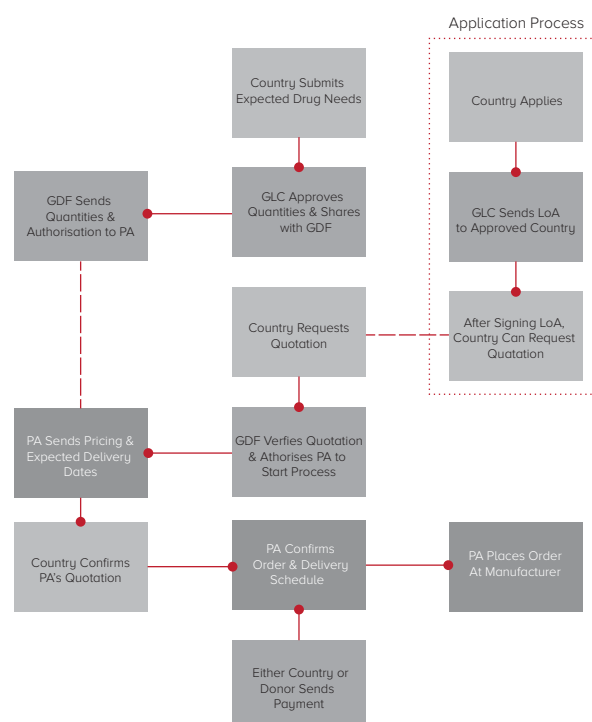 Application Process
Country Submits
Expected Drug Needs
Country Applies
GDF Sends
Quantities &
Authorisation to PA
GLC Approves
Quantities & Shares
with GDF
GLC Sends LoA
to Approved Country
Country Requests
Quotation
After Signing LoA,
Country Can Request
Quatation
PA Sends Pricing &
Expected Delivery
Dates
GDF Verfies Quotation
& Athorises PA to
Start Process
Country Confirms
PA's Quotation
PA Confirms
Order & Delivery
Schedule
PA Places Order
At Manufacturer
Either Country or
Donor Sends
Payment